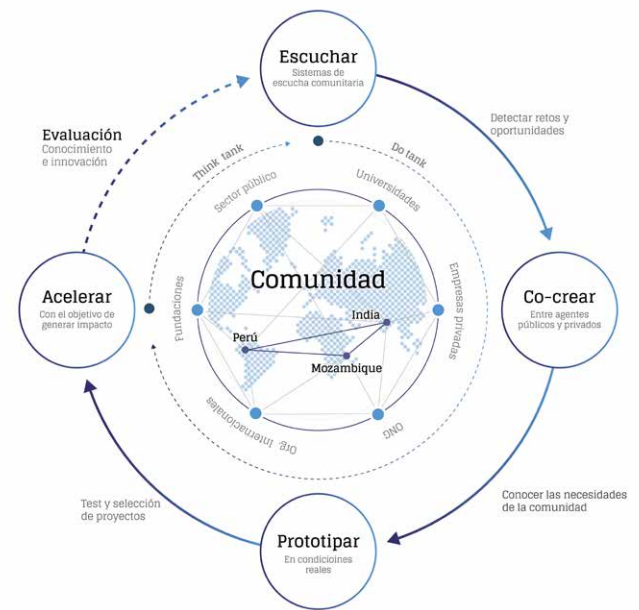 Escuchar
Sistemas de
escucha comunitaria
Evaluación
Conocimiento
e innovación
Detectar retos y
oportunidades
Think tank
Do tank
Sector público
Universidades
Comunidad
Acelerar
Con el objetivo de
generar impacto
Fundaciones
Empresas privadas
Co-crear
Entre agentes
públicos y privados
India
Perú
Mozambique
Org. Internacionales
ONG
Test y selección
de proyectos
Conocer las necesidades
de la comunidad
Prototipar
En condicioines
reales